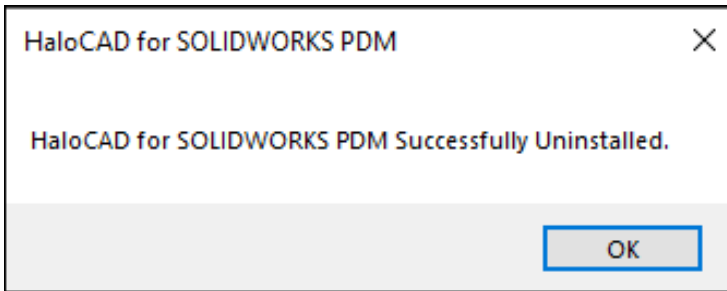 HaloCAD for SOLIDWORKS PDM
HaloCAD for SOLIDWORKS PDM Successfully Uninstalled.
OK